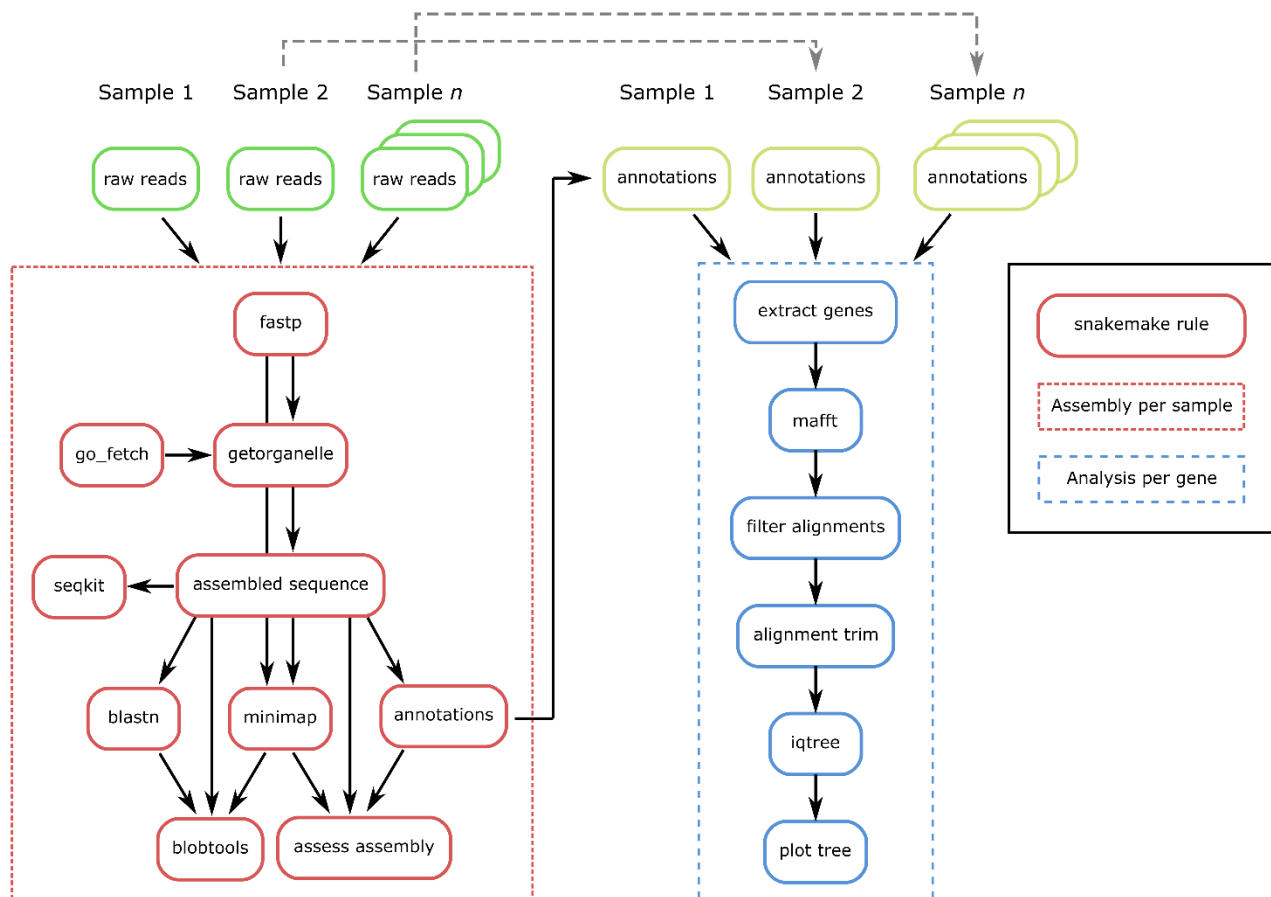 Sample 1
Sample 2
Sample n
raw reads
raw reads
raw reads
fastp
go_fetch
getorganelle
seqkit
assembled sequence
blastn
minimap
annotations
blobtools
assess assembly
Sample 1
Sample 2
Sample n
annotations
annotations
annotations
extract genes
mafft
filter alignments
alignment trim
iqtree
plot tree
snakemake rule
Assembly per sample
Analysis per gene